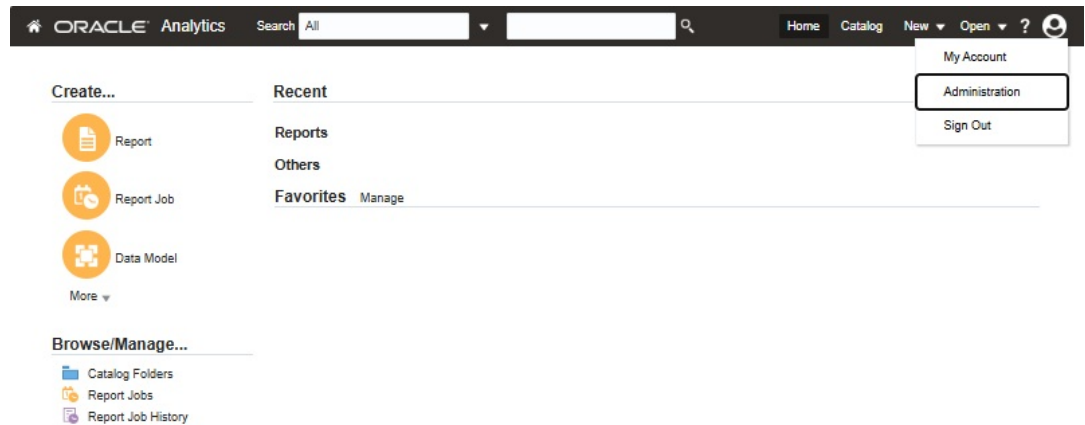 ORACLE Analytics Search All Home Catalog New Open ?
My Account
Administration
Sign Out
Create...
Report
Report Job
Data Model
More
Browse/Manage...
Catalog Folders
Report Jobs
Report Job History
Recent
Reports
Others
Favorites Manage